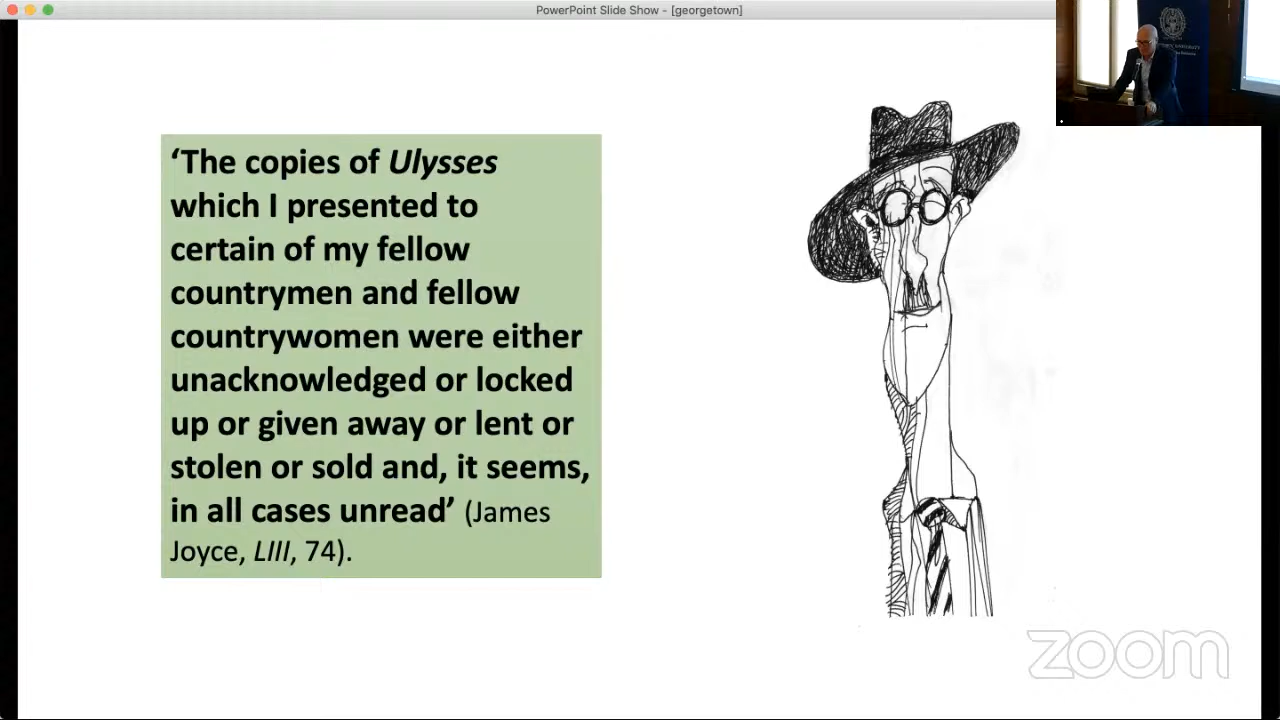 PowerPoint Slide Show - [georgetown]
‘The copies of Ulysses
which I presented to
certain of my fellow
countrymen and fellow
countrywomen were either
unacknowledged or locked
up or given away or lent or
stolen or sold and, it seems,
in all cases unread’ (James
Joyce, LIII, 74).
zoom